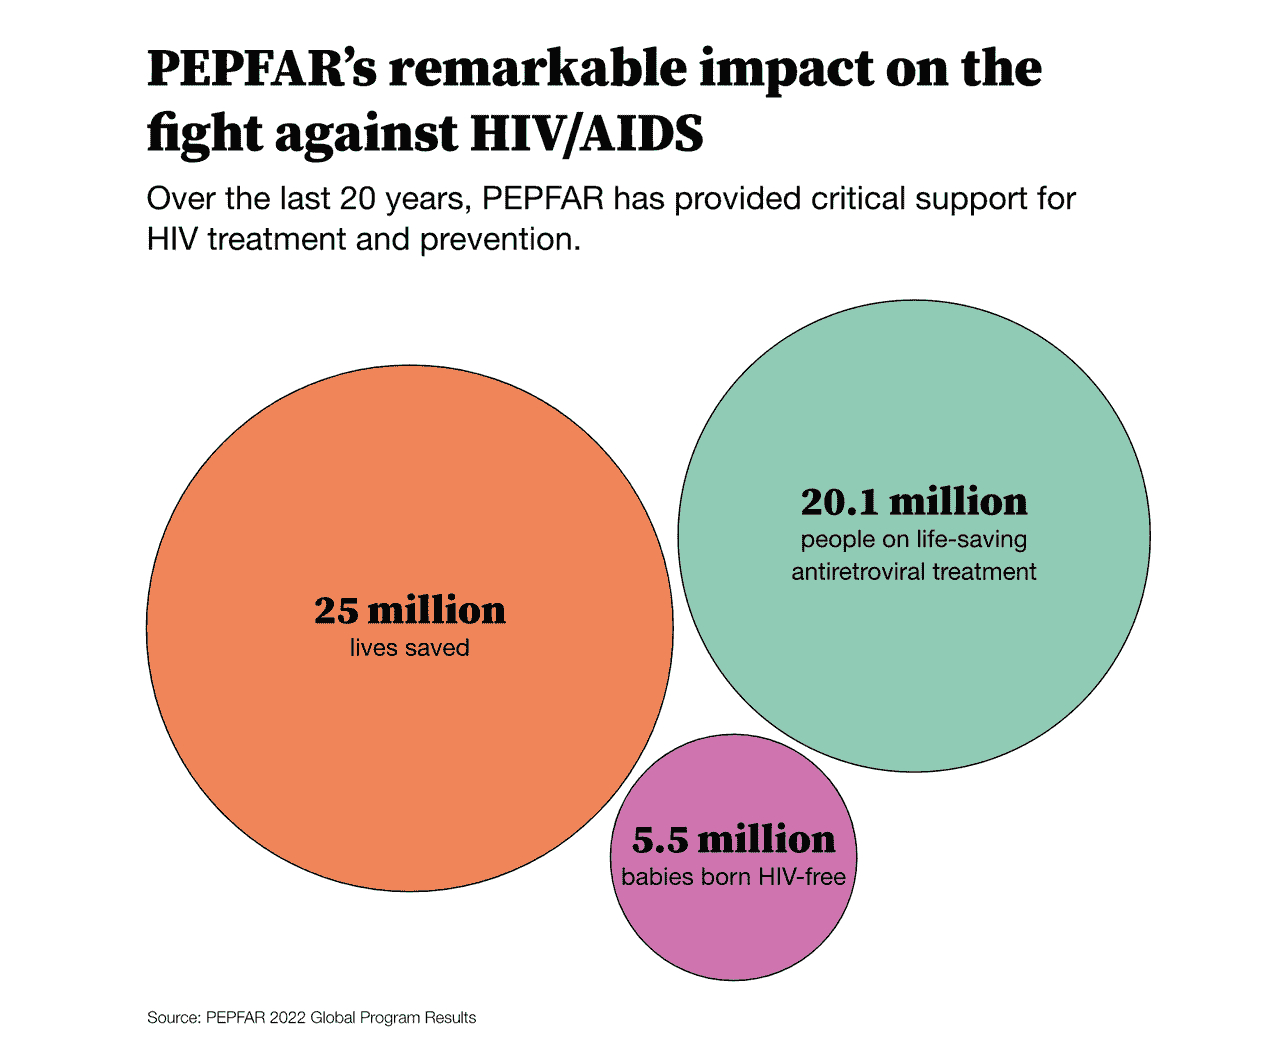 PEPFAR’s remarkable impact on the
fight against HIV/AIDS
Over the last 20 years, PEPFAR has provided critical support for
HIV treatment and prevention.
20.1 million
people on life-saving
antiretroviral treatment
25 million
lives saved
5.5 million
babies born HIV-free
Source: PEPFAR 2022 Global Program Results